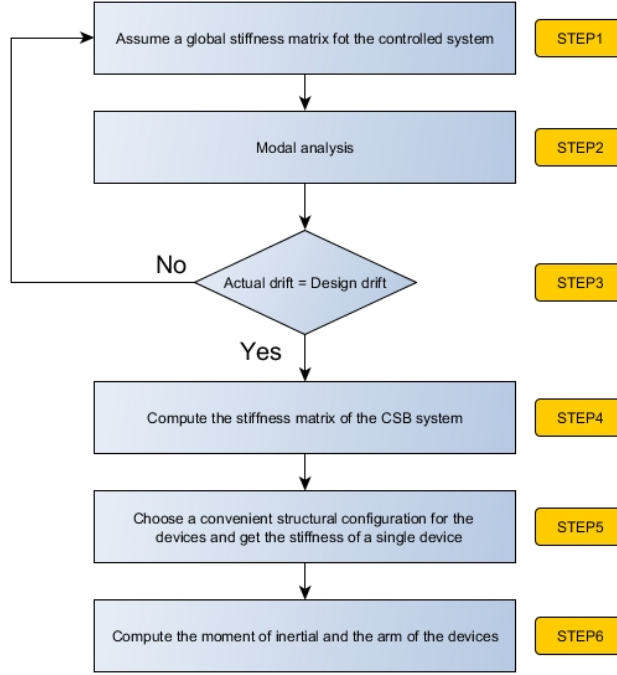 Assume a global stiffness matrix fot the controlled system
STEP1
Modal analysis
STEP2
No
Actual drift = Design drift
STEP3
Yes
Compute the stiffness matrix of the CSB system
STEP4
Choose a convenient structural configuration for the
devices and get the stiffness of a single device
STEP5
Compute the moment of inertial and the arm of the devices
STEP6